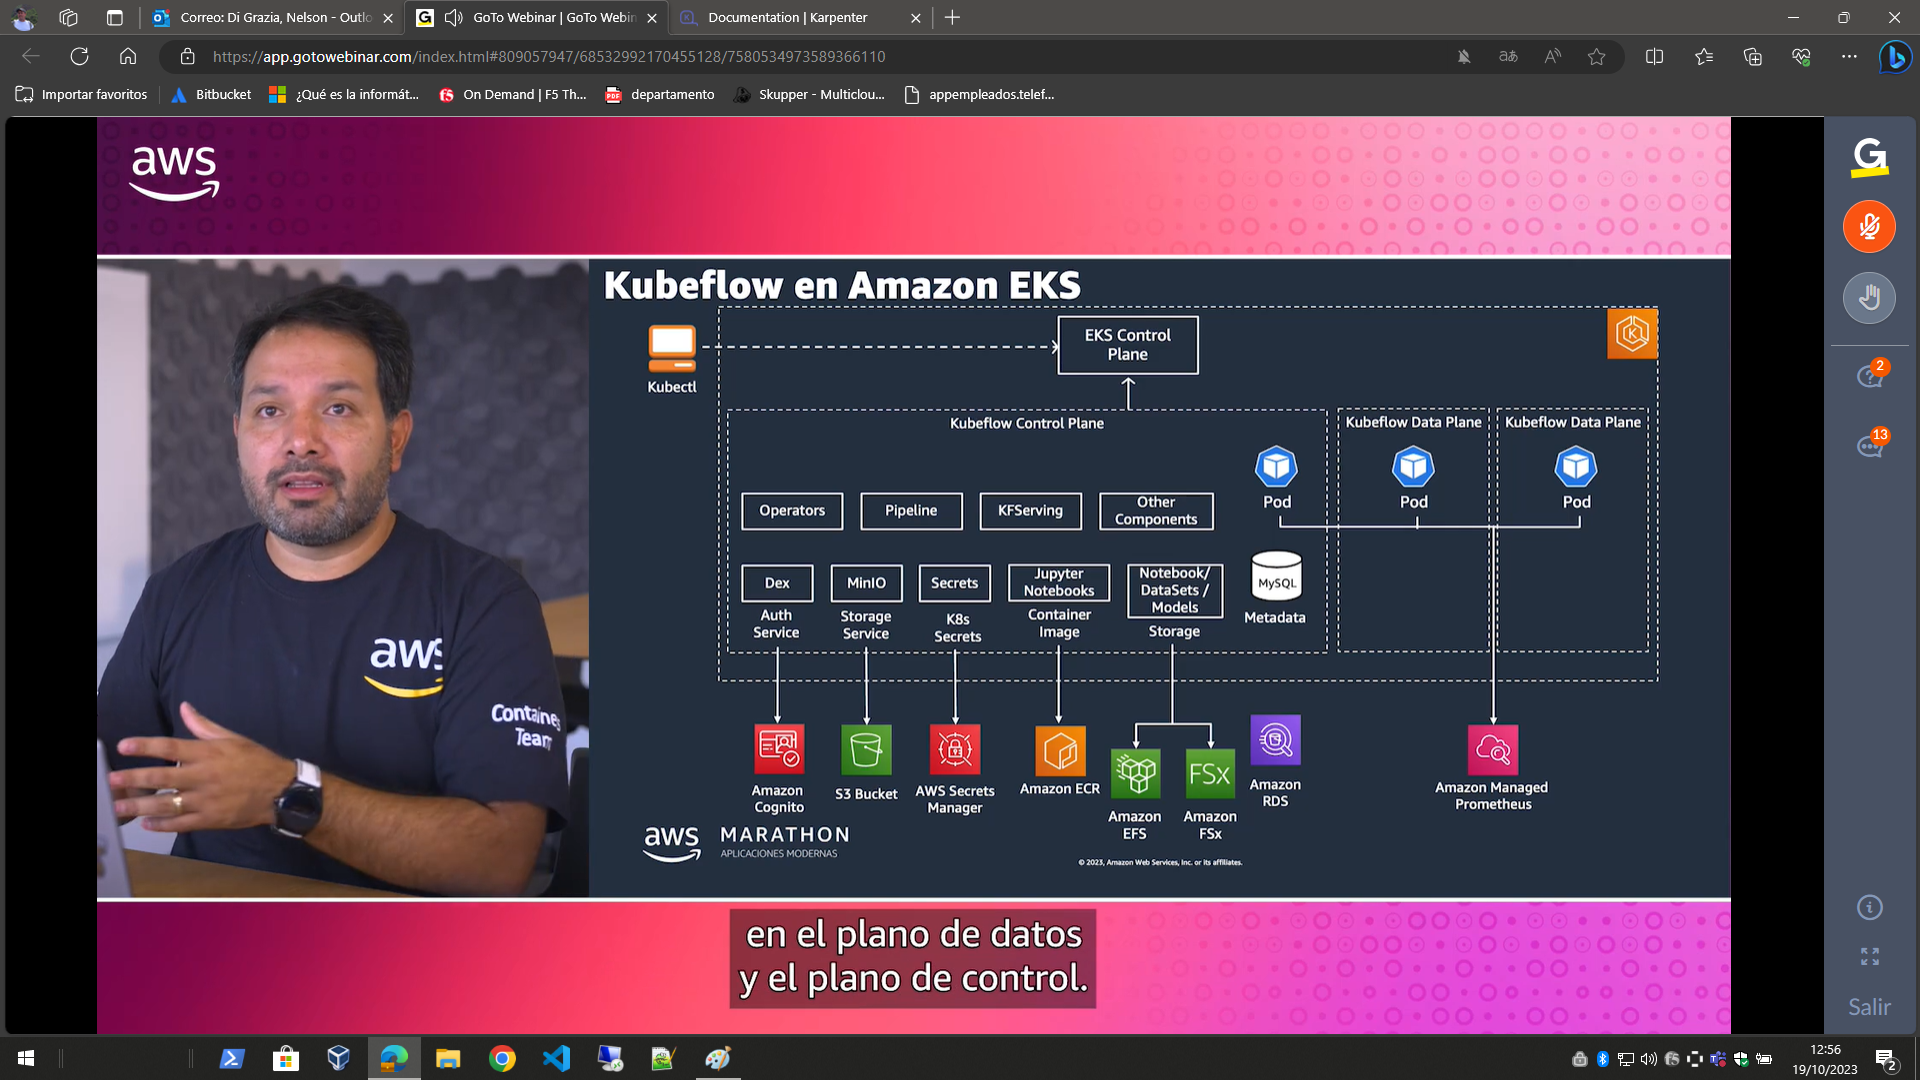 Correo: Di Grazia, Nelson - Outlo
GoTo Webinar | GoTo Webin
Documentation | Karpenter
https://app.gotowebinar.com/index.html#809057947/68532992170455128/7580534973589366110
Importar favoritos
Bitbucket
¿Qué es la informát...
On Demand | F5 Th...
departamento
Skupper - Multiclou...
appempleados.telef...
aws
G
Kubeflow en Amazon EKS
Kubectl
EKS Control
Plane
Kubeflow Control Plane
Kubeflow Data Plane
Kubeflow Data Plane
Pod
Pod
Pod
Operators
Pipeline
KFServing
Other
Components
Dex
MinIO
Secrets
Jupyter
Notebooks
Notebook/
DataSets /
Models
MySQL
Auth
Service
Storage
Service
K8s
Secrets
Container
Image
Storage
Metadata
aws
Containe
Team
Amazon
Cognito
S3 Bucket
AWS Secrets
Manager
Amazon ECR
FSx
Amazon
EFS
Amazon
FSx
Amazon
RDS
Amazon Managed
Prometheus
aws
MARATHON
APLICACIONES MODERNAS
© 2023, Amazon Web Services, Inc. or its affiliates.
en el plano de datos
y el plano de control.
2
13
Salir
12:56
19/10/2023
2